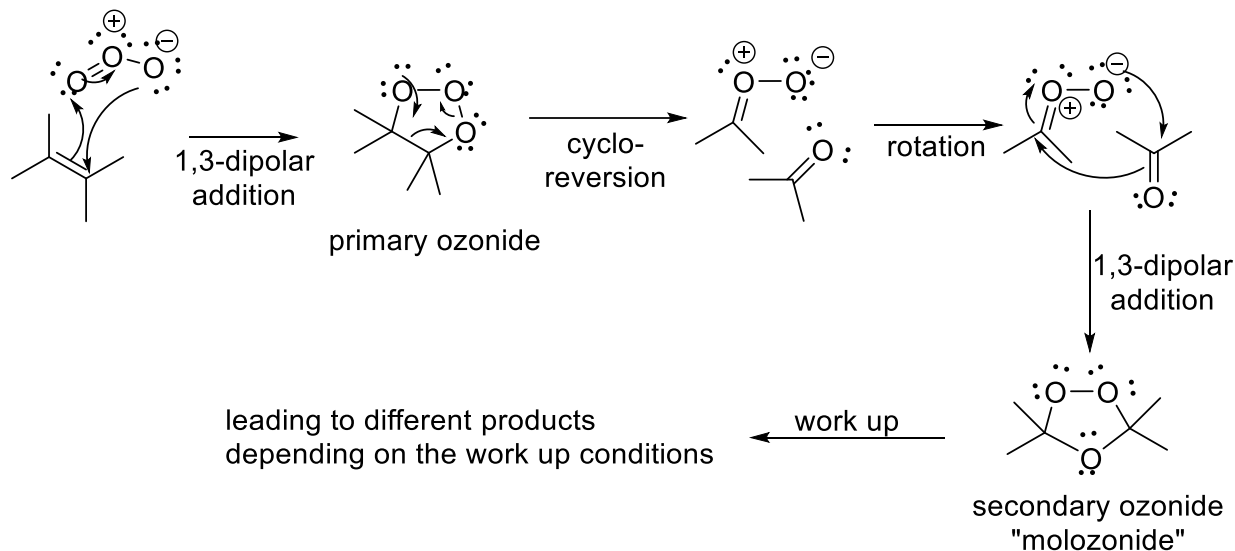 1,3-dipolar
addition
primary ozonide
cyclo-
reversion
rotation
1,3-dipolar
addition
secondary ozonide
"molozonide"
work up
leading to different products
depending on the work up conditions